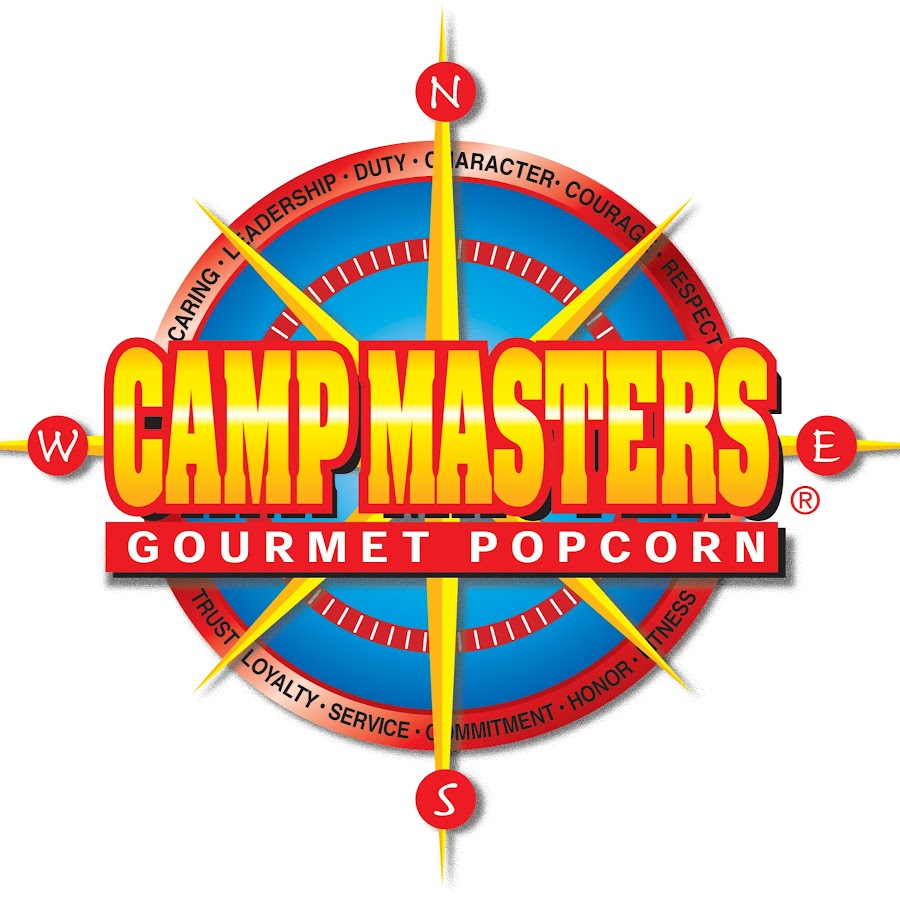 N
CARING · LEADERSHIP · DUTY · CHARACTER · COURAGE · RESPECT
CAMP MASTERS
W
E
®
GOURMET POPCORN
TRUST · LOYALTY · SERVICE · COMMITMENT · HONOR · FITNESS
S